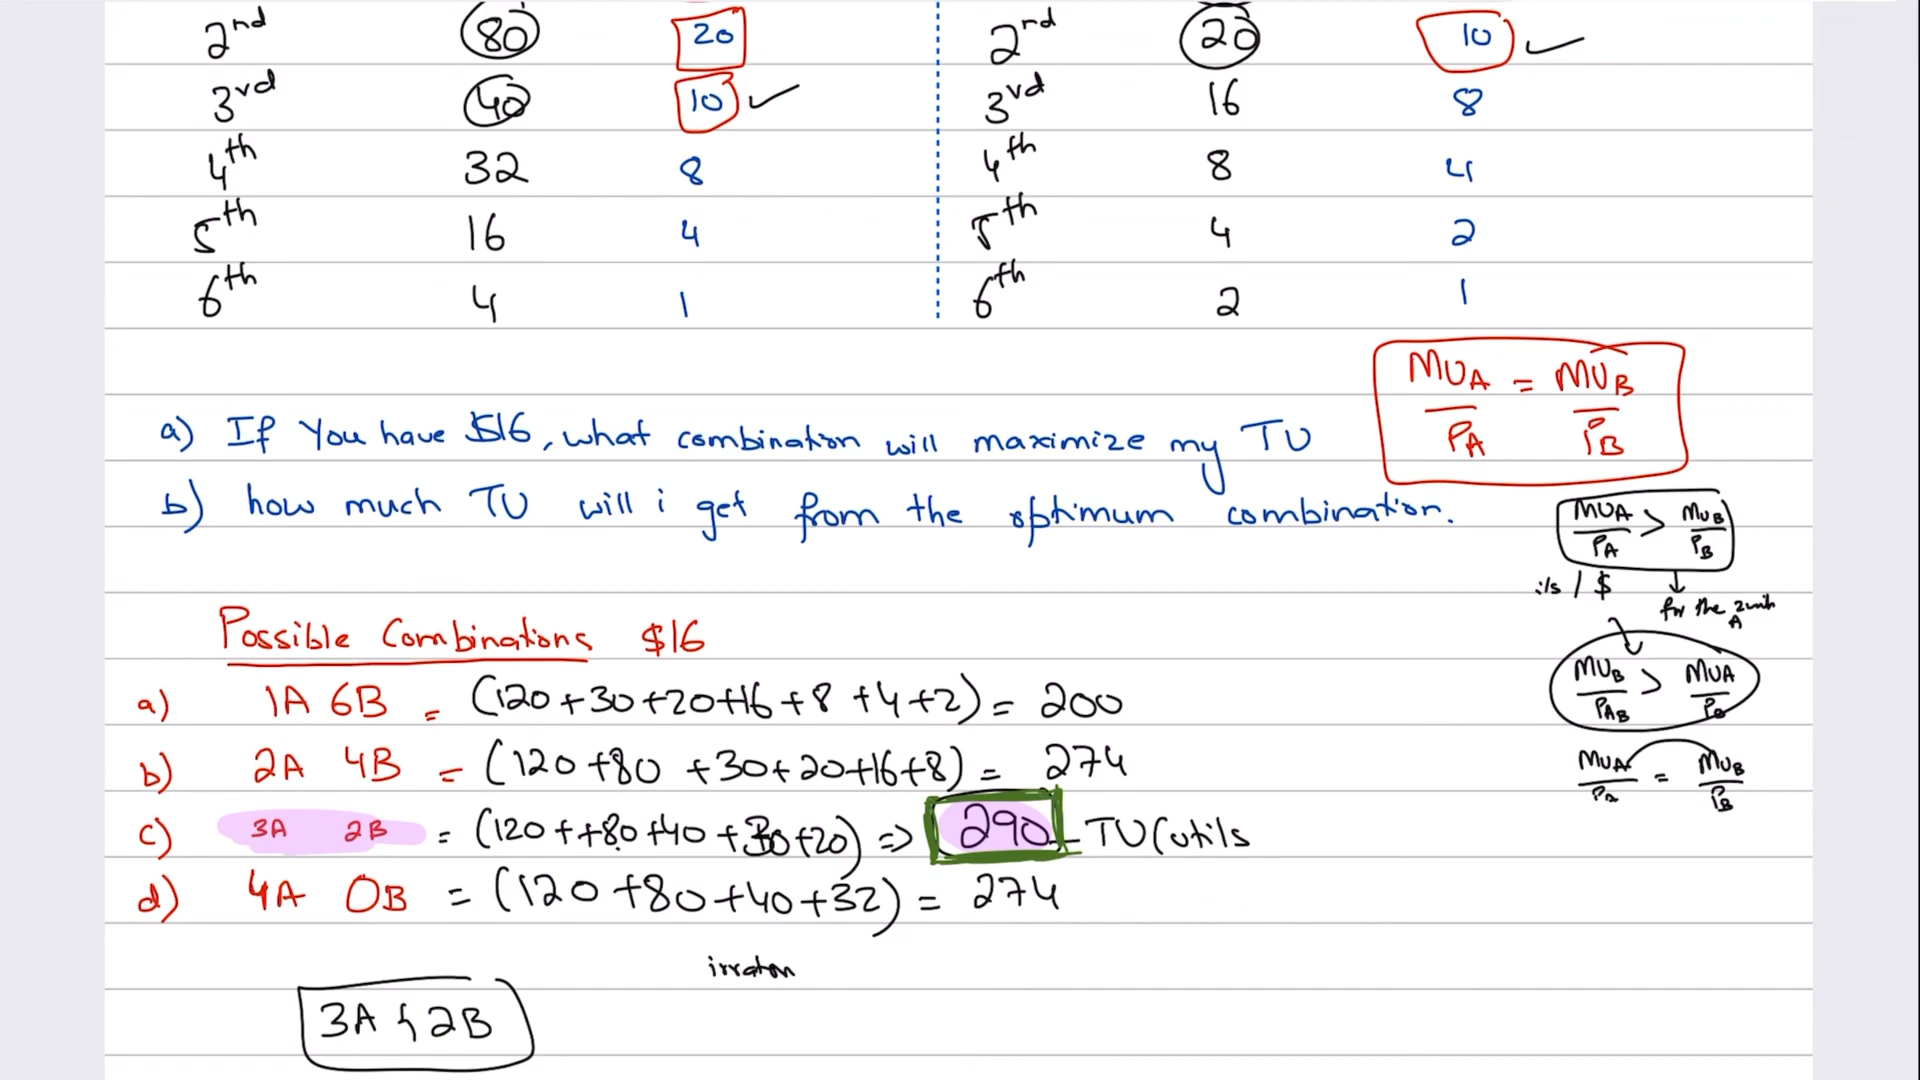 2nd 80 20 2nd 20 10
3rd 40 10 3rd 16 8
4th 32 8 4th 8 4
5th 16 4 5th 4 2
6th 4 1 6th 2 1
MUA/PA = MUB/PB
a) If You have $16, what combination will maximize my TU
b) how much TU will i get from the optimum combination.
MUA/PA > MUB/PB
/ $
for the 2 unit A
Possible Combinations $16
MUB/PAB > MUA/PB
a) 1A 6B = (120+30+20+16+8+4+2) = 200
b) 2A 4B = (120+80+30+20+16+8) = 274
MUA/PA = MUB/PB
c) 3A 2B = (120++80+40+30+20) => 290 - TU(utils
d) 4A 0B = (120+80+40+32) = 274
3A & 2B